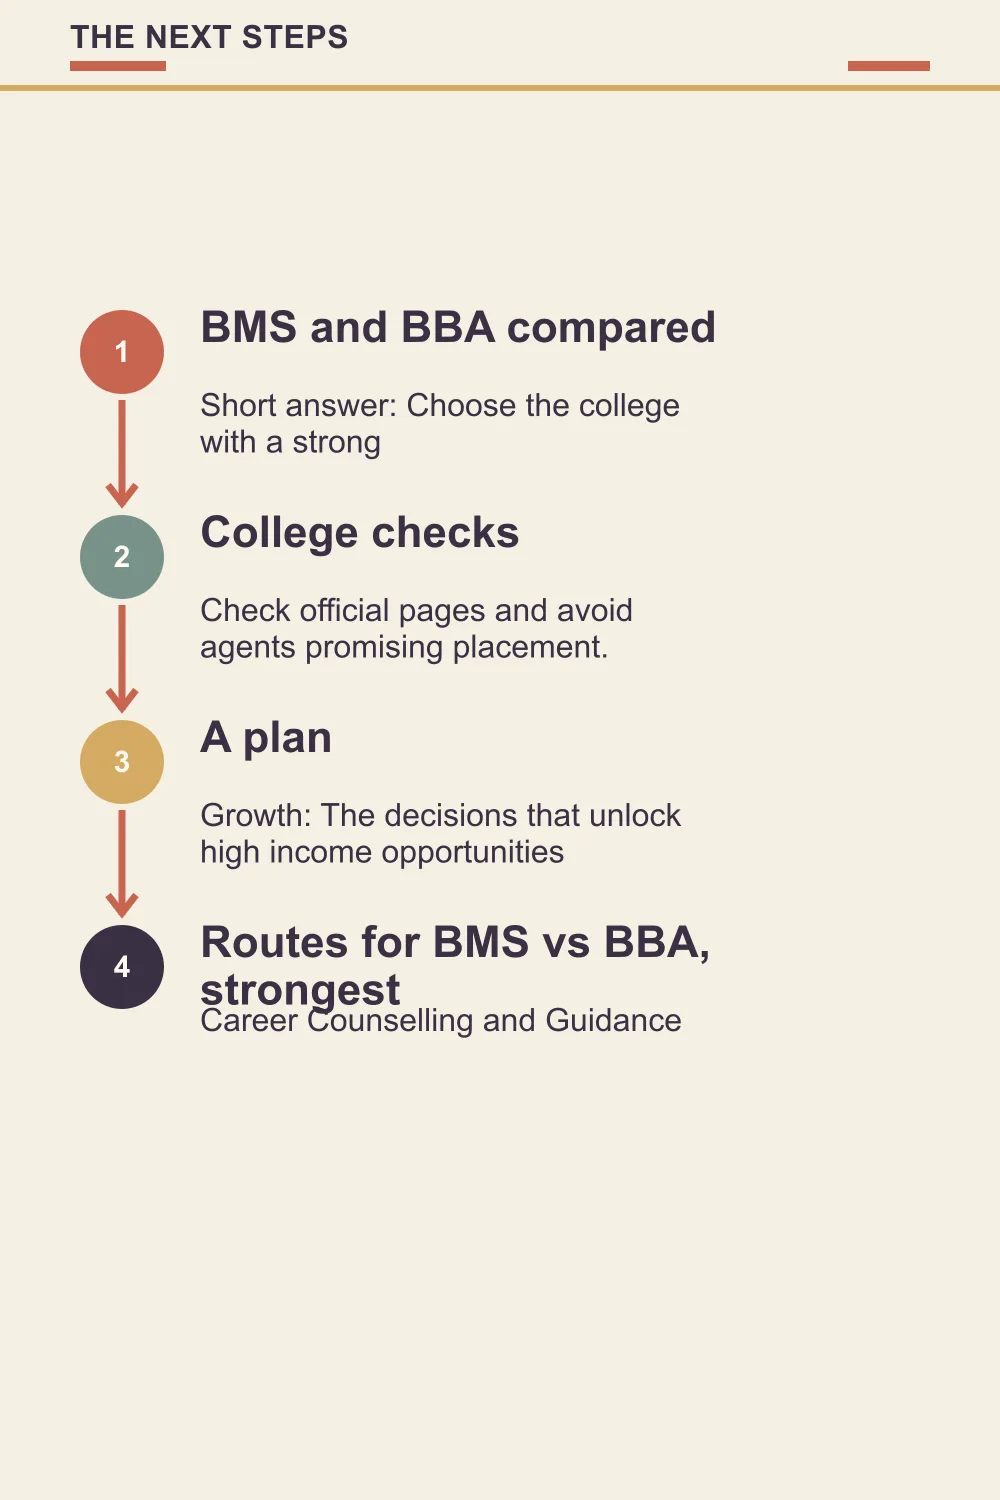 THE NEXT STEPS
1
BMS and BBA compared
Short answer: Choose the college
with a strong
2
College checks
Check official pages and avoid
agents promising placement.
3
A plan
Growth: The decisions that unlock
high income opportunities
4
Routes for BMS vs BBA,
strongest
Career Counselling and Guidance